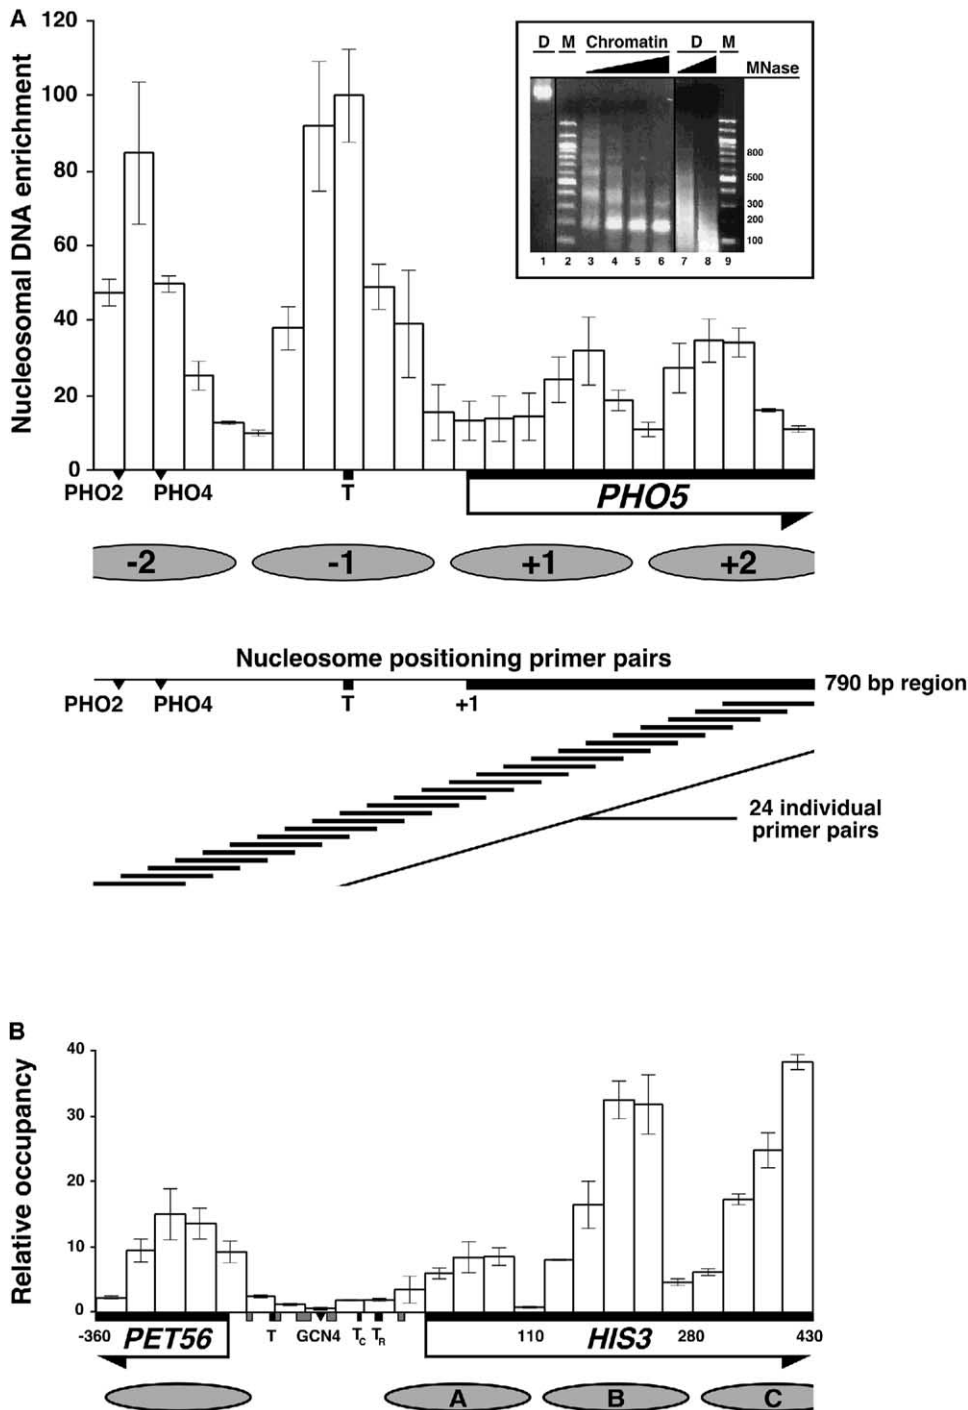 A
120
100
80
60
40
20
0
Nucleosomal DNA enrichment
D M Chromatin D M
MNase
800
500
300
200
100
1 2 3 4 5 6 7 8 9
PHO2 PHO4 T
PHO5
-2 -1 +1 +2
Nucleosome positioning primer pairs
790 bp region
PHO2 PHO4 T +1
24 individual
primer pairs
B
40
30
20
10
0
Relative occupancy
-360 PET56 T GCN4 TC TR 110 HIS3 280 430
A B C